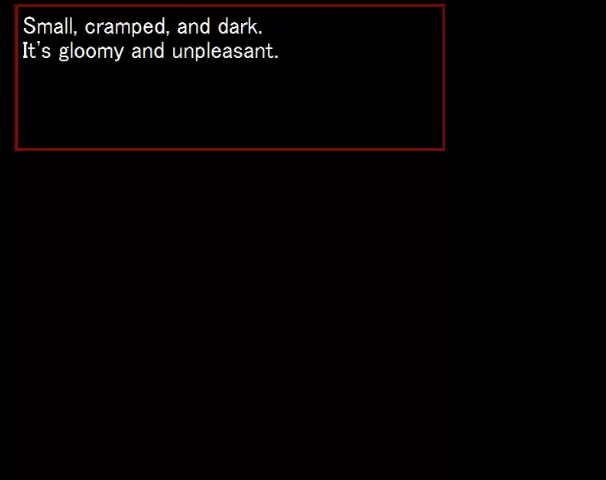 Small, cramped, and dark.
It's gloomy and unpleasant.